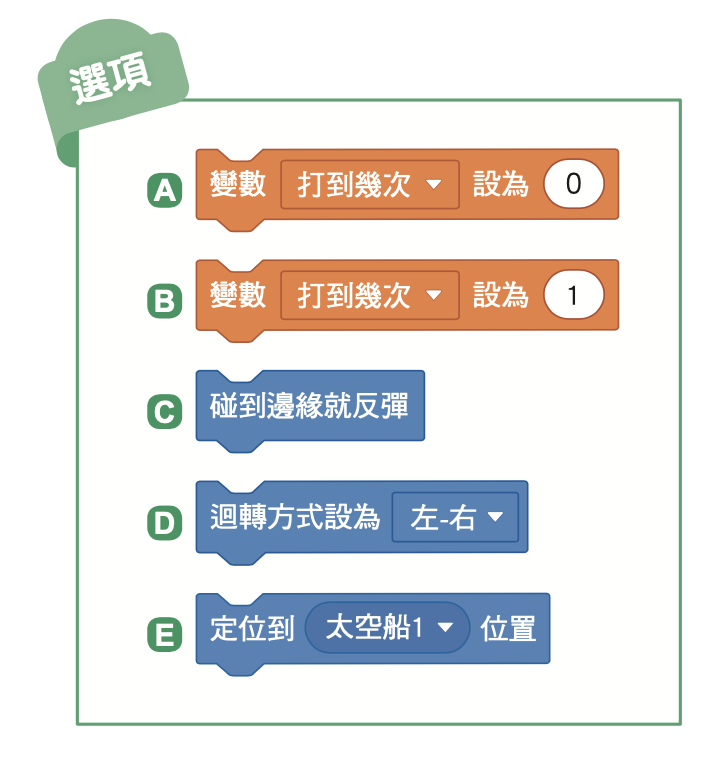 選項
A 變數 打到幾次 設為 0
B 變數 打到幾次 設為 1
C 碰到邊緣就反彈
D 迴轉方式設為 左-右
E 定位到 太空船1 位置